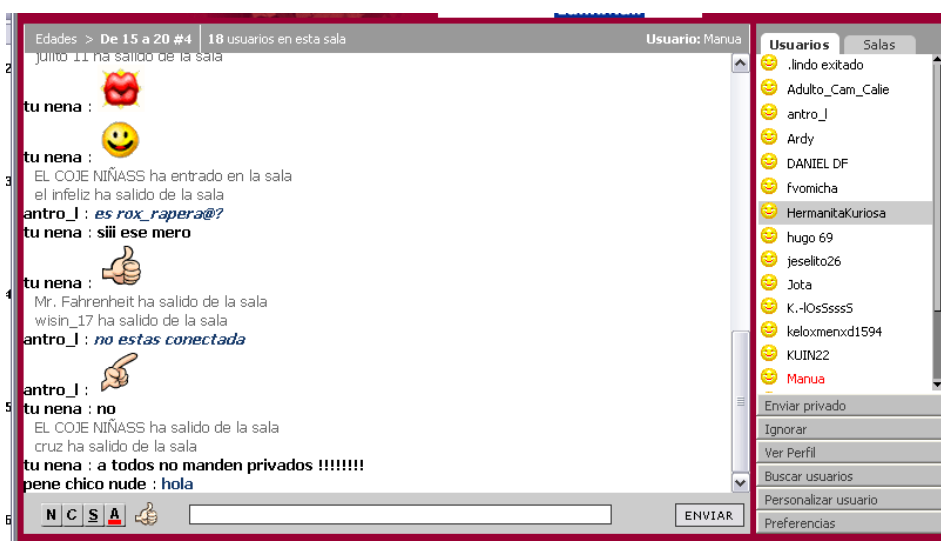 Edades > De 15 a 20 #4 18 usuarios en esta sala Usuario: Manua
julito 11 ha salido de la sala
tu nena :
tu nena :
EL COJE NIÑASS ha entrado en la sala
el infeliz ha salido de la sala
antro_l : es rox_rapera@?
tu nena : siii ese mero
tu nena :
Mr. Fahrenheit ha salido de la sala
wisin_17 ha salido de la sala
antro_l : no estas conectada
antro_l :
tu nena : no
EL COJE NIÑASS ha salido de la sala
cruz ha salido de la sala
tu nena : a todos no manden privados !!!!!!!!
pene chico nude : hola
N C S A
ENVIAR
Usuarios Salas
.lindo exitado
Adulto_Cam_Calie
antro_l
Ardy
DANIEL DF
fvomicha
HermanitaKuriosa
hugo 69
jeselito26
Jota
K.-lOsSsssS
keloxmenxd1594
KUIN22
Manua
Enviar privado
Ignorar
Ver Perfil
Buscar usuarios
Personalizar usuario
Preferencias
2
3
4
5
6